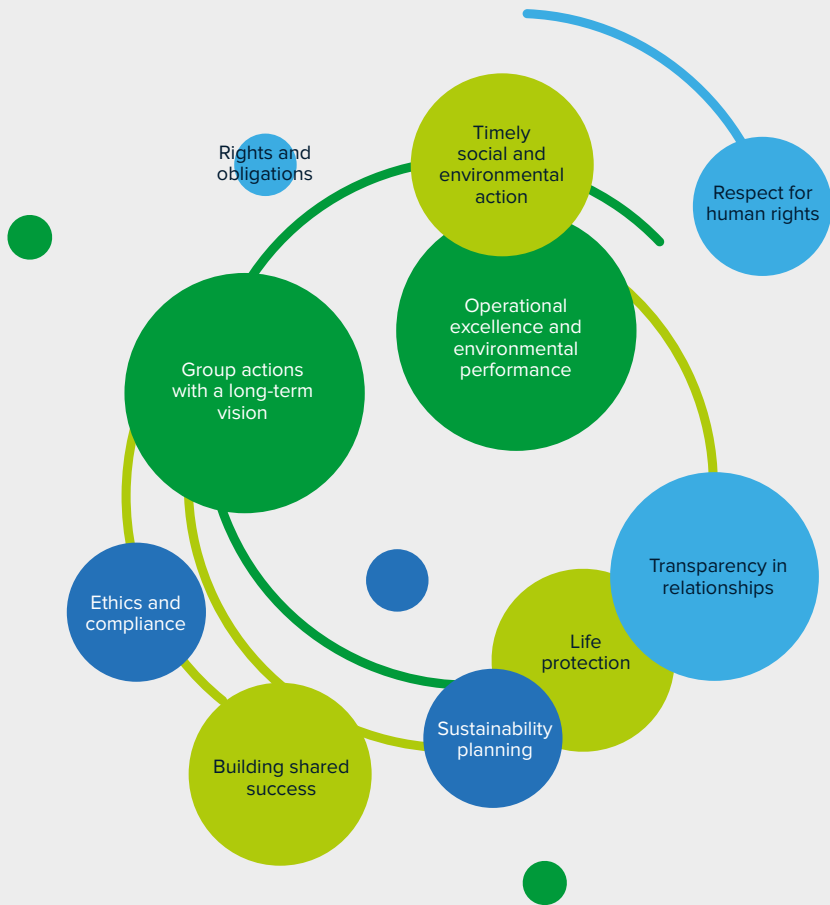 Timely
social and
environmental
action
Rights and
obligations
Respect for
human rights
Operational
excellence and
environmental
performance
Group actions
with a long-term
vision
Transparency in
relationships
Ethics and
compliance
Life
protection
Sustainability
planning
Building shared
success